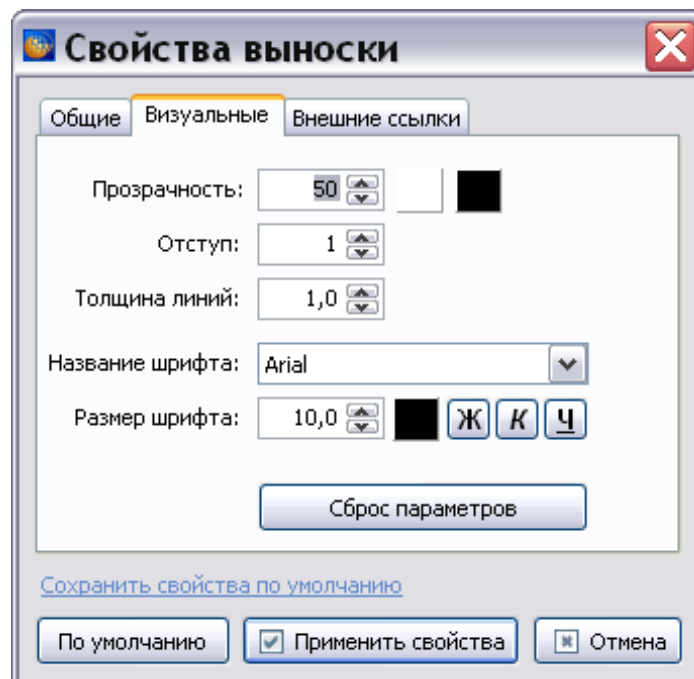 Свойства выноски
Общие Визуальные Внешние ссылки
Прозрачность: 50
Отступ: 1
Толщина линий: 1,0
Название шрифта: Arial
Размер шрифта: 10,0 Ж К Ч
Сброс параметров
Сохранить свойства по умолчанию
По умолчанию Применить свойства Отмена